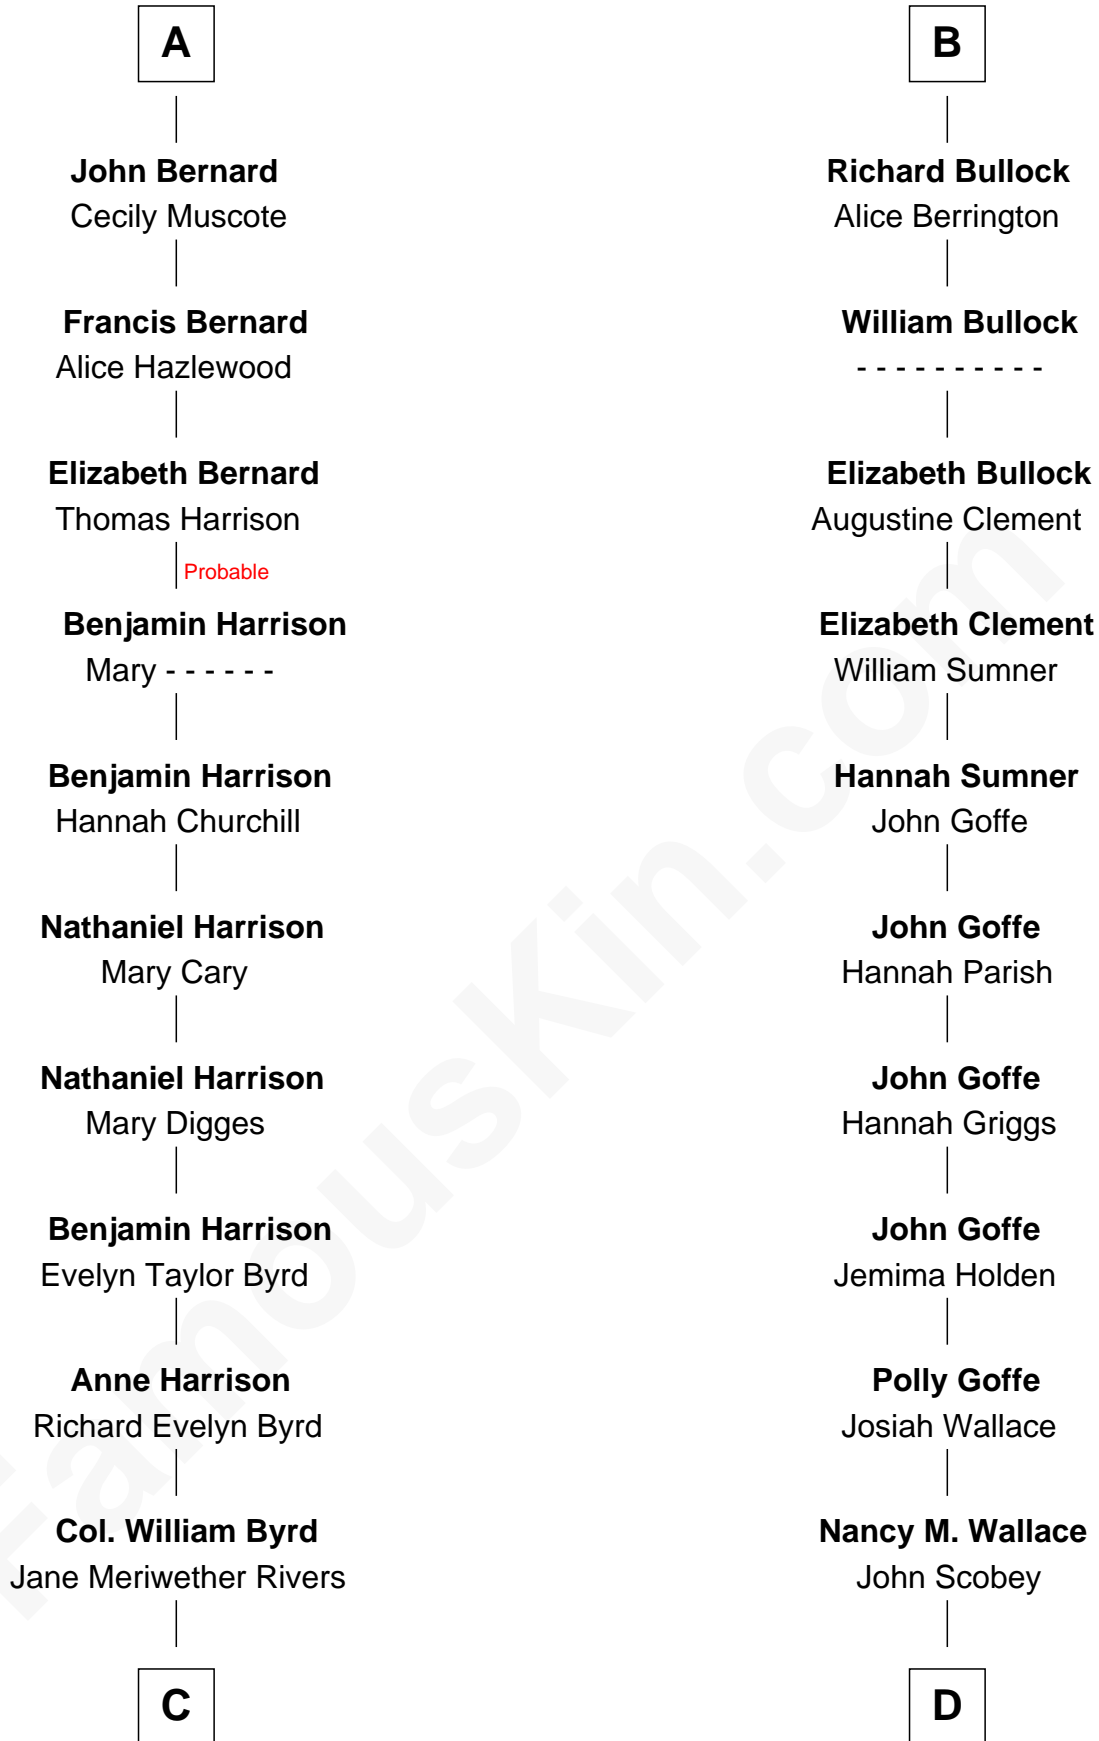 A
John Bernard
Cecily Muscote
Francis Bernard
Alice Hazlewood
Elizabeth Bernard
Thomas Harrison
Probable
Benjamin Harrison
Mary - - - - - -
Benjamin Harrison
Hannah Churchill
Nathaniel Harrison
Mary Cary
Nathaniel Harrison
Mary Digges
Benjamin Harrison
Evelyn Taylor Byrd
Anne Harrison
Richard Evelyn Byrd
Col. William Byrd
Jane Meriwether Rivers
C
B
Richard Bullock
Alice Berrington
William Bullock
- - - - - - - - - -
Elizabeth Bullock
Augustine Clement
Elizabeth Clement
William Sumner
Hannah Sumner
John Goffe
John Goffe
Hannah Parish
John Goffe
Hannah Griggs
John Goffe
Jemima Holden
Polly Goffe
Josiah Wallace
Nancy M. Wallace
John Scobey
D
FamousKin.com